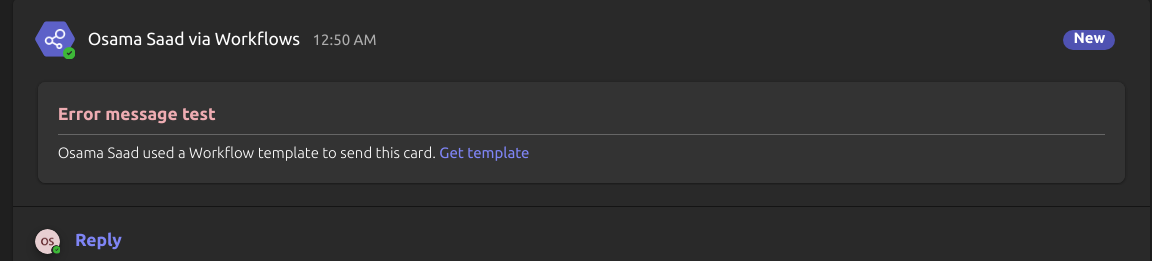 Osama Saad via Workflows 12:50 AM
New
Error message test
Osama Saad used a Workflow template to send this card. Get template
OS Reply